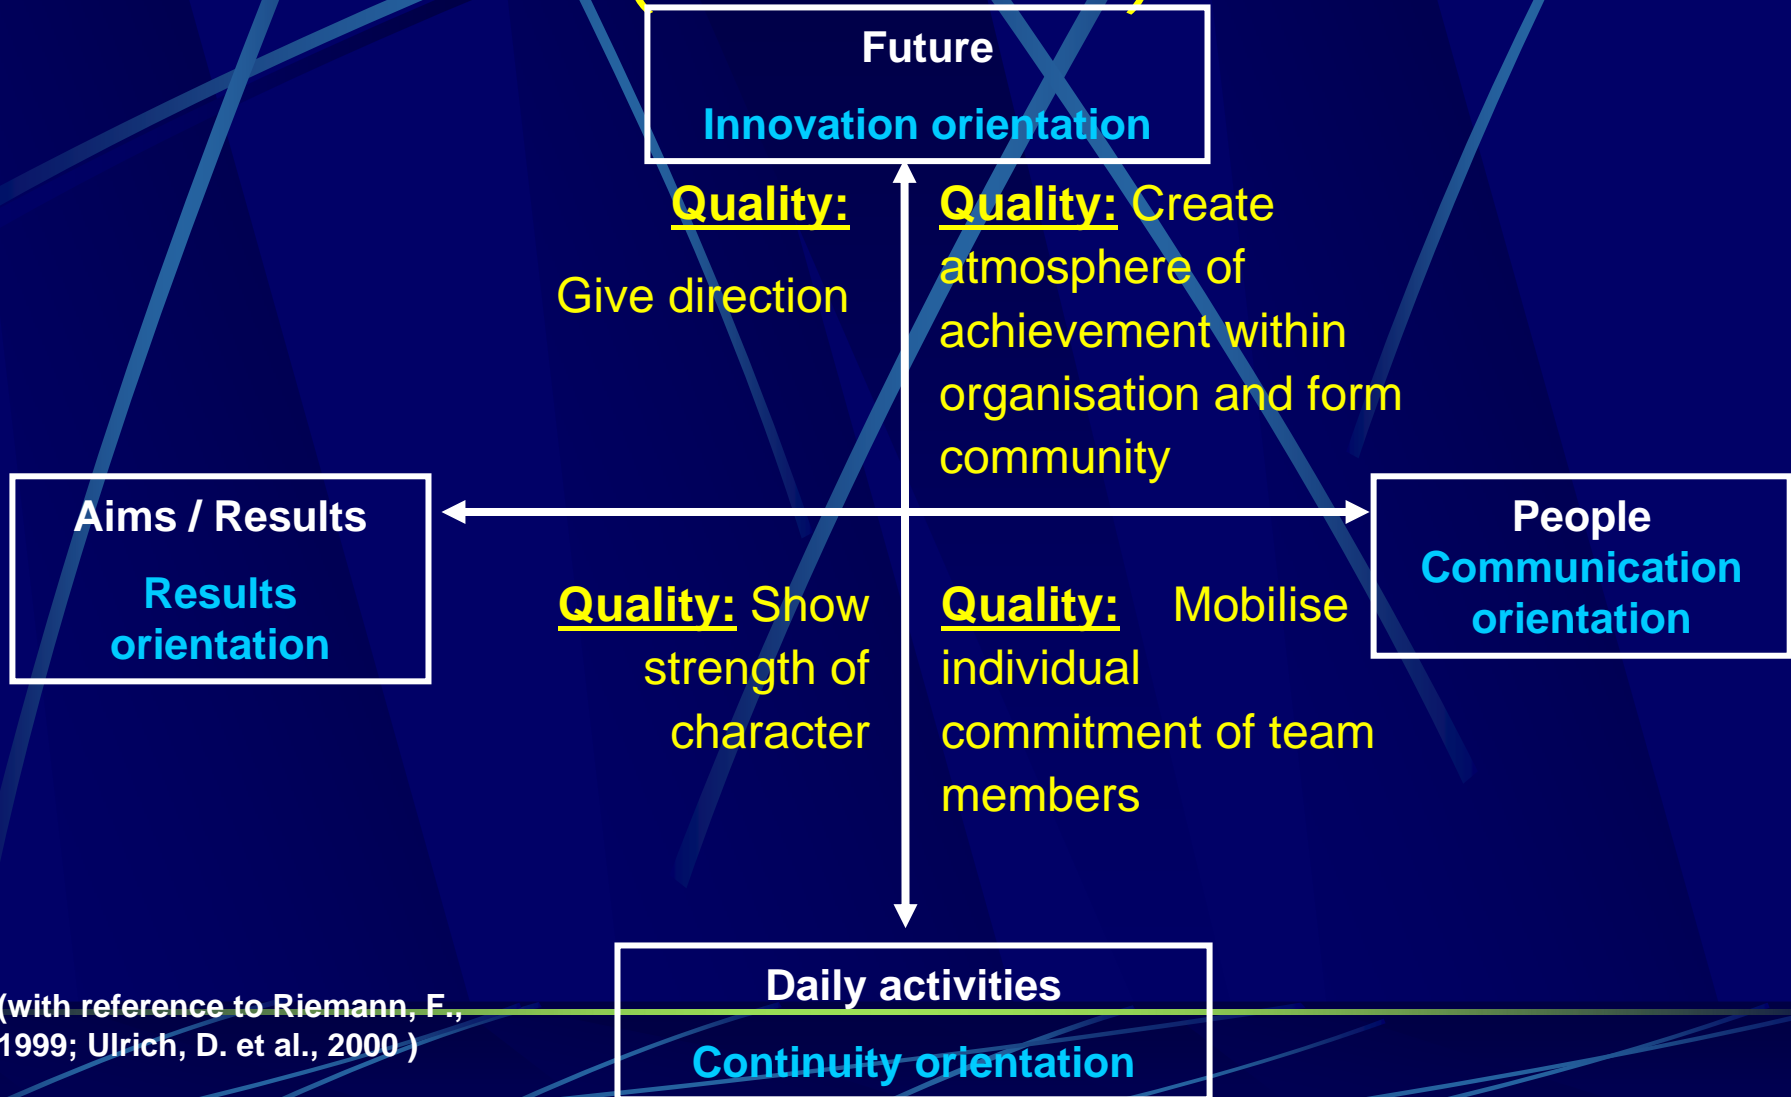 Future
Innovation orientation
Quality:
Give direction
Quality: Create
atmosphere of
achievement within
organisation and form
community
Aims / Results
Results
orientation
People
Communication
orientation
Quality: Show
strength of
character
Quality: Mobilise
individual
commitment of team
members
Daily activities
Continuity orientation
(with reference to Riemann, F.,
1999; Ulrich, D. et al., 2000 )